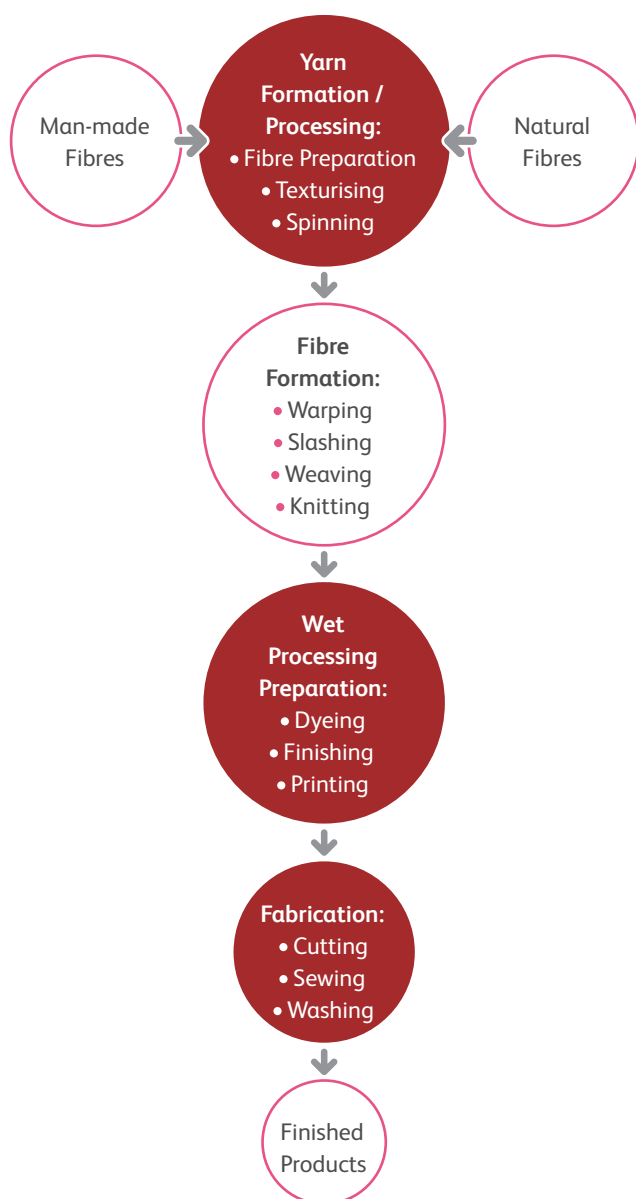 Yarn
Formation /
Processing:
• Fibre Preparation
• Texturising
• Spinning
Man-made
Fibres
Natural
Fibres
Fibre
Formation:
• Warping
• Slashing
• Weaving
• Knitting
Wet
Processing
Preparation:
• Dyeing
• Finishing
• Printing
Fabrication:
• Cutting
• Sewing
• Washing
Finished
Products